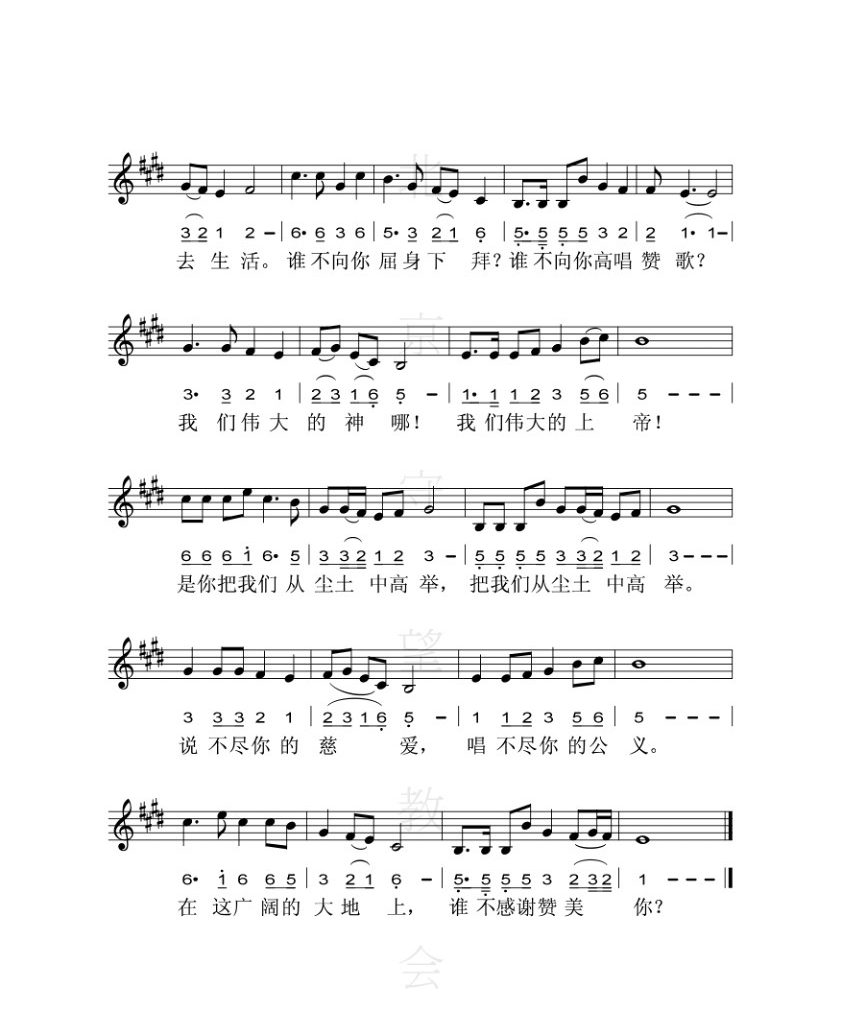 3 2 1 2 – | 6· 6 3 6 | 5· 3 2 1 6 | 5· 5 5 5 3 2 | 2 1· 1 – |
去 生 活。 谁 不向你 屈 身 下 拜？谁 不向你高唱 赞 歌？
3· 3 2 1 | 2 3 1 6 5 – | 1· 1 1 2 3 5 6 | 5 – – – |
我 们 伟 大 的 神 哪！ 我 们伟大的 上 帝！
6 6 6 1 6· 5 | 3 3 2 1 2 3 – | 5 5 5 5 3 3 2 1 2 | 3 – – – |
是你把我们 从 尘土 中高 举， 把我们从尘土 中高 举。
3 3 3 2 1 | 2 3 1 6 5 – | 1 1 2 3 5 6 | 5 – – – |
说 不尽你 的 慈 爱， 唱 不尽你 的公 义。
6· 1 6 6 5 | 3 2 1 6 – | 5· 5 5 5 3 2 3 2 | 1 – – – ‖
在 这广 阔的 大 地 上， 谁 不感谢赞 美 你？
北京守望教会